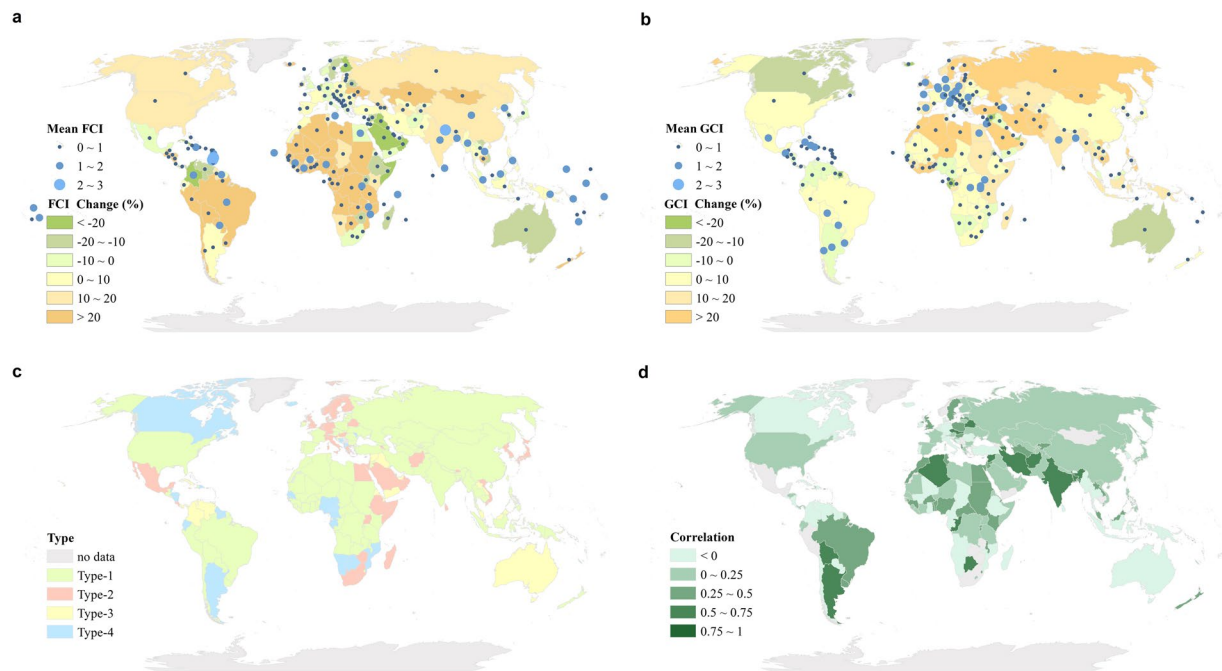 a
Mean FCI
0 ~ 1
1 ~ 2
2 ~ 3
FCI Change (%)
< -20
-20 ~ -10
-10 ~ 0
0 ~ 10
10 ~ 20
> 20
b
Mean GCI
0 ~ 1
1 ~ 2
2 ~ 3
GCI Change (%)
< -20
-20 ~ -10
-10 ~ 0
0 ~ 10
10 ~ 20
> 20
c
Type
no data
Type-1
Type-2
Type-3
Type-4
d
Correlation
< 0
0 ~ 0.25
0.25 ~ 0.5
0.5 ~ 0.75
0.75 ~ 1